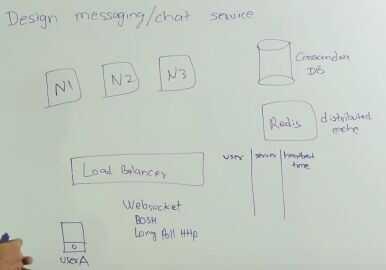 Design messaging/chat service
N1
N2
N3
Cassandra
DB
Redis
distributed
cache
user
server
heartbeat
time
Load Balancer
Websocket
BOSH
Long Poll HTTP
userA